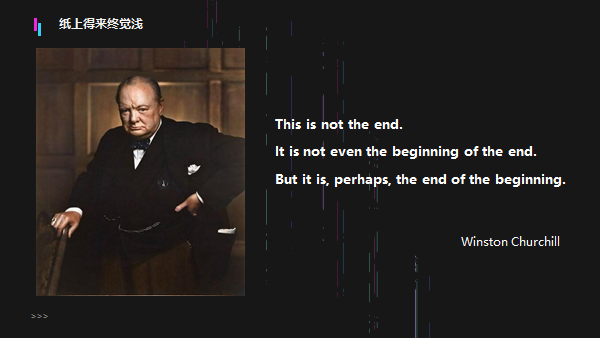 纸上得来终觉浅
This is not the end.
It is not even the beginning of the end.
But it is, perhaps, the end of the beginning.
Winston Churchill
>>>